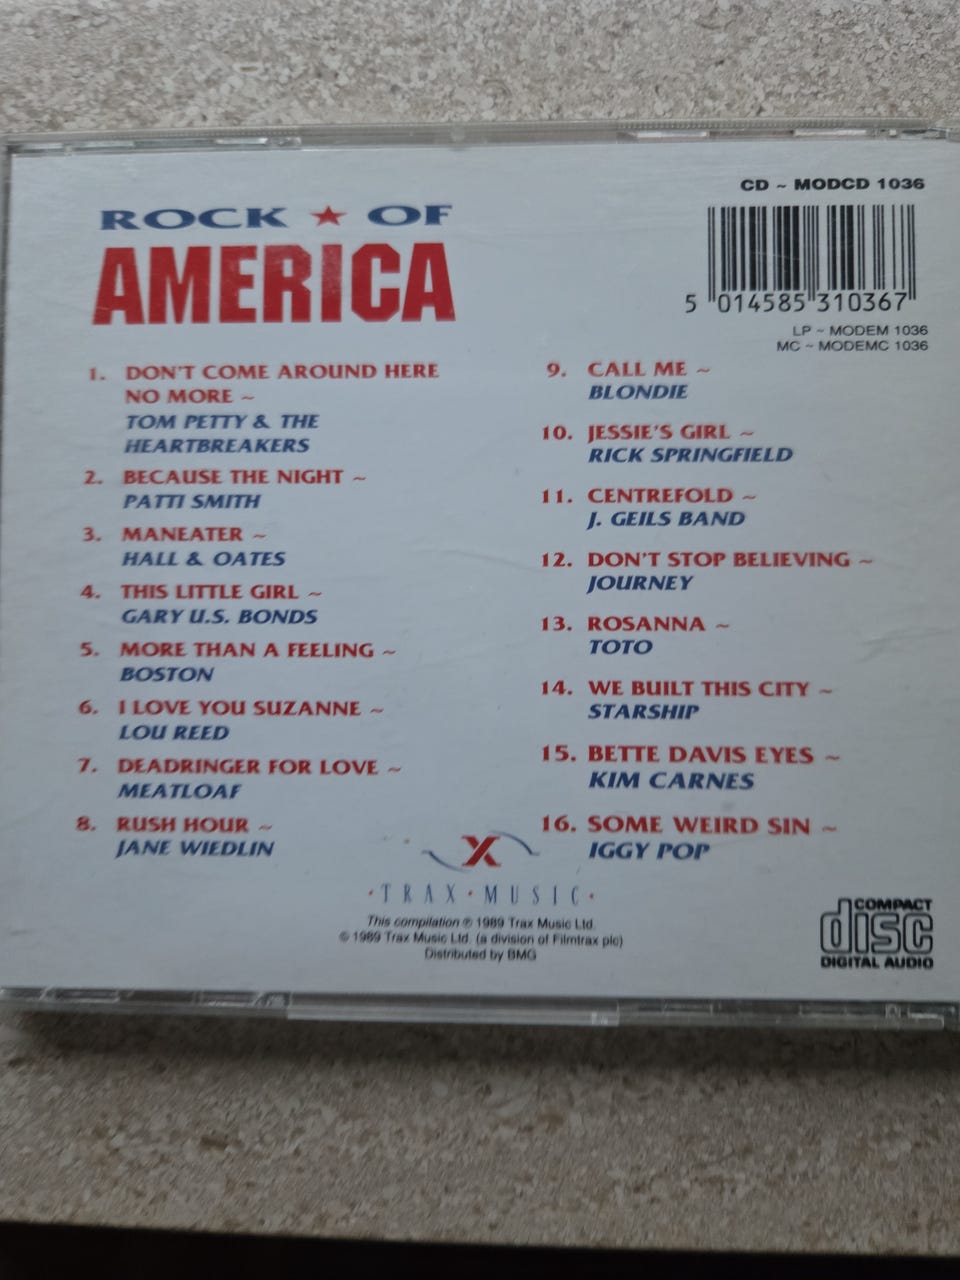 CD ~ MODCD 1036
ROCK ★ OF
AMERICA
5 014585 310367
LP ~ MODEM 1036
MC ~ MODEMC 1036
1. DON'T COME AROUND HERE
NO MORE ~
TOM PETTY & THE
HEARTBREAKERS
2. BECAUSE THE NIGHT ~
PATTI SMITH
3. MANEATER ~
HALL & OATES
4. THIS LITTLE GIRL ~
GARY U.S. BONDS
5. MORE THAN A FEELING ~
BOSTON
6. I LOVE YOU SUZANNE ~
LOU REED
7. DEADRINGER FOR LOVE ~
MEATLOAF
8. RUSH HOUR ~
JANE WIEDLIN
9. CALL ME ~
BLONDIE
10. JESSIE'S GIRL ~
RICK SPRINGFIELD
11. CENTREFOLD ~
J. GEILS BAND
12. DON'T STOP BELIEVING ~
JOURNEY
13. ROSANNA ~
TOTO
14. WE BUILT THIS CITY ~
STARSHIP
15. BETTE DAVIS EYES ~
KIM CARNES
16. SOME WEIRD SIN ~
IGGY POP
X
·TRAX·MUSIC·
This compilation ℗ 1989 Trax Music Ltd.
© 1989 Trax Music Ltd. (a division of Filmtrax plc)
Distributed by BMG
COMPACT
disc
DIGITAL AUDIO